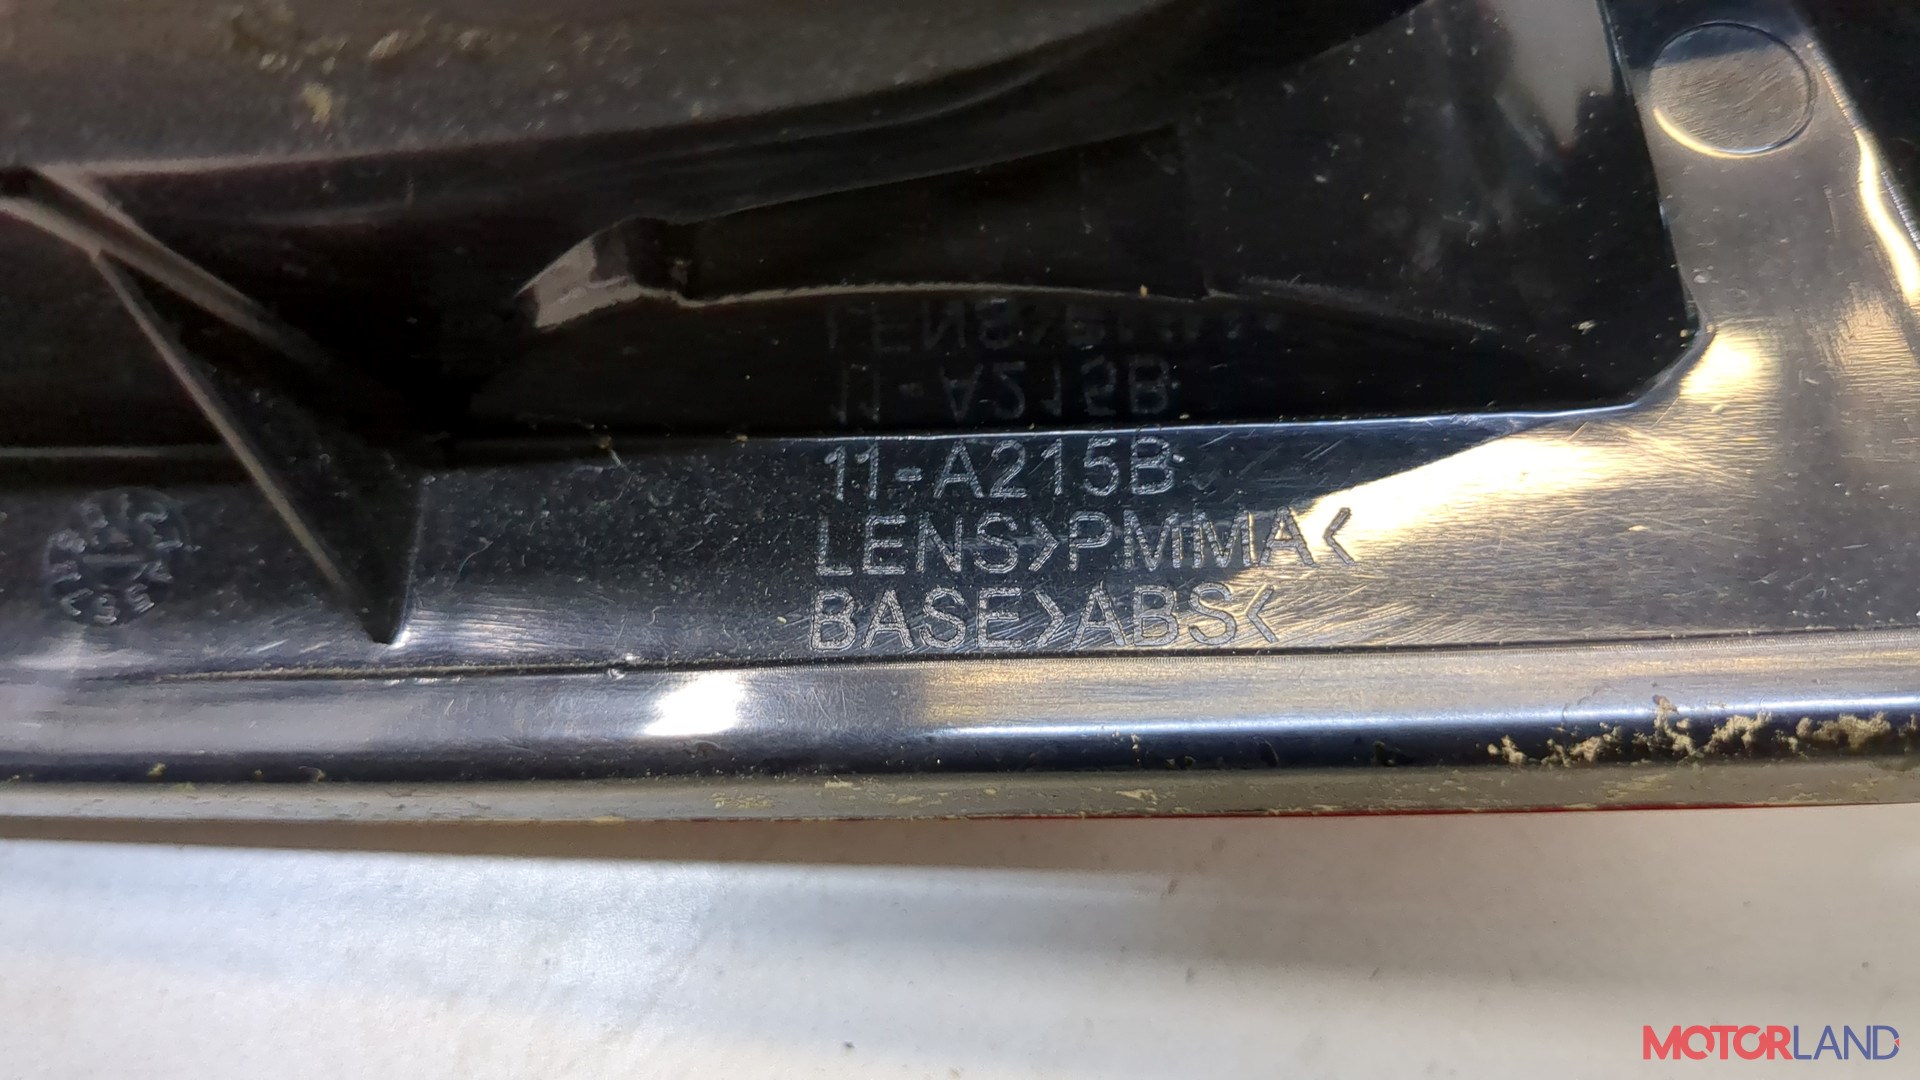 11-A215B
LENS>PMMA<
BASE>ABS<
MOTORLAND